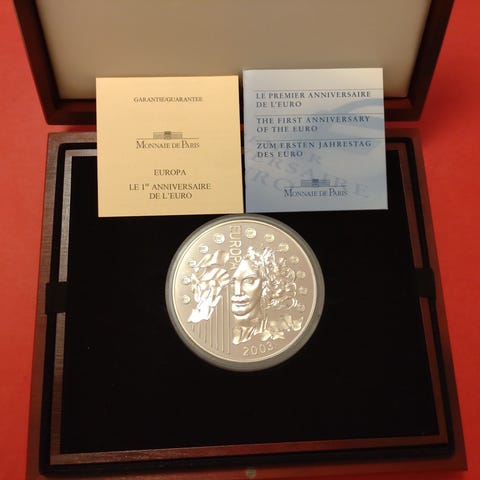 GARANTIE/GUARANTEE
MONNAIE DE PARIS
EUROPA
LE 1er ANNIVERSAIRE
DE L'EURO
LE PREMIER ANNIVERSAIRE
DE L'EURO
THE FIRST ANNIVERSARY
OF THE EURO
ZUM ERSTEN JAHRESTAG
DES EURO
MONNAIE DE PARIS
EUROPA
2003